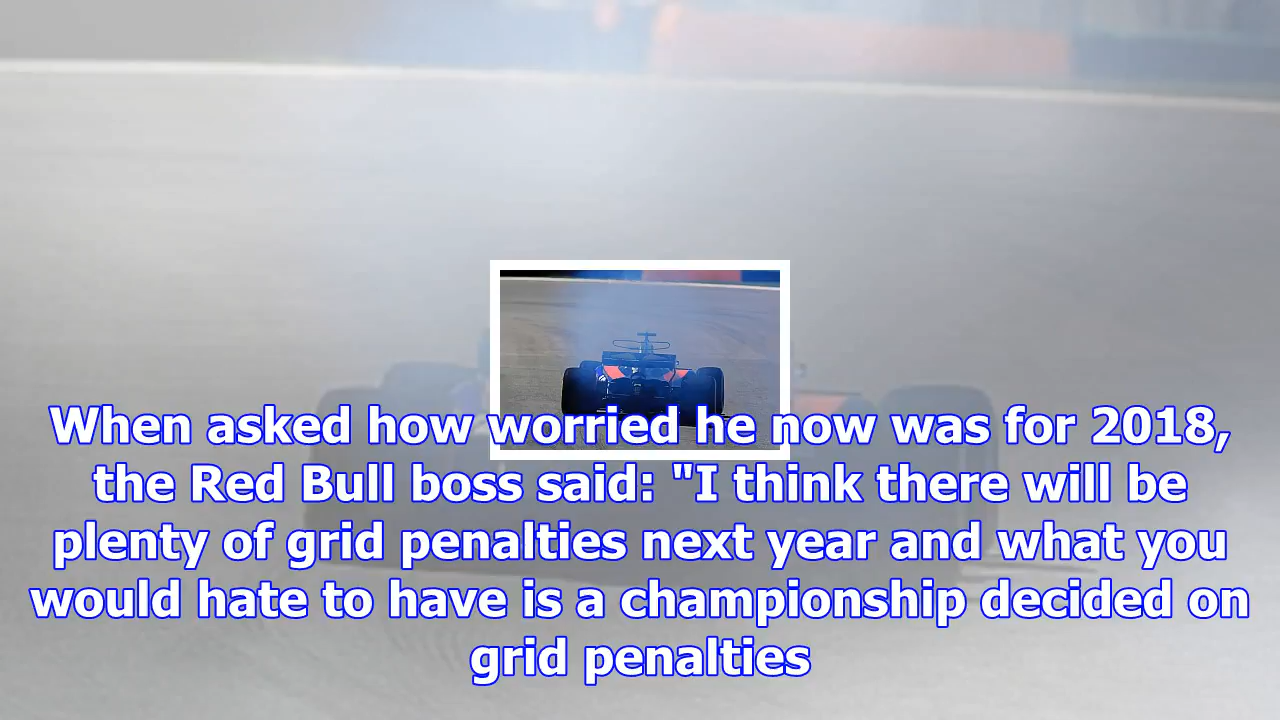 When asked how worried he now was for 2018,
the Red Bull boss said: "I think there will be
plenty of grid penalties next year and what you
would hate to have is a championship decided on
grid penalties